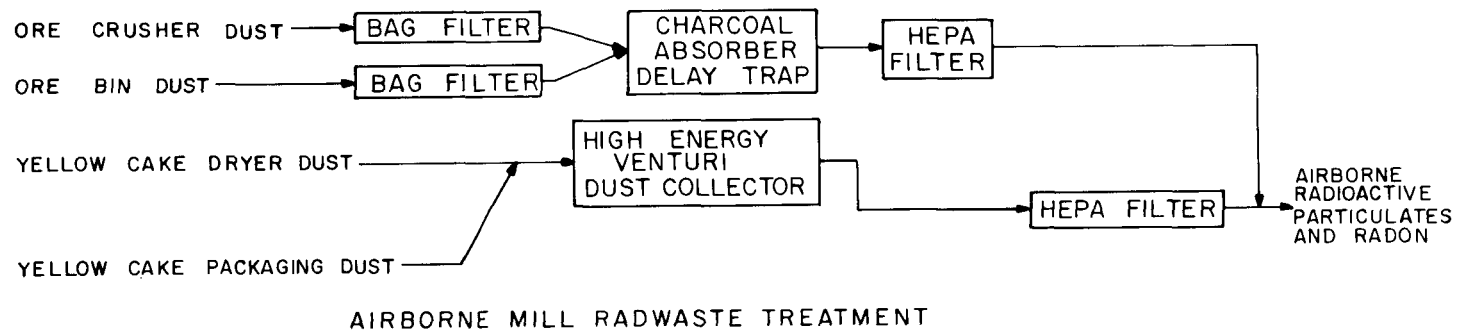 ORE CRUSHER DUST
BAG FILTER
CHARCOAL
ABSORBER
DELAY TRAP
HEPA
FILTER
ORE BIN DUST
BAG FILTER
YELLOW CAKE DRYER DUST
HIGH ENERGY
VENTURI
DUST COLLECTOR
HEPA FILTER
AIRBORNE
RADIOACTIVE
PARTICULATES
AND RADON
YELLOW CAKE PACKAGING DUST
AIRBORNE MILL RADWASTE TREATMENT